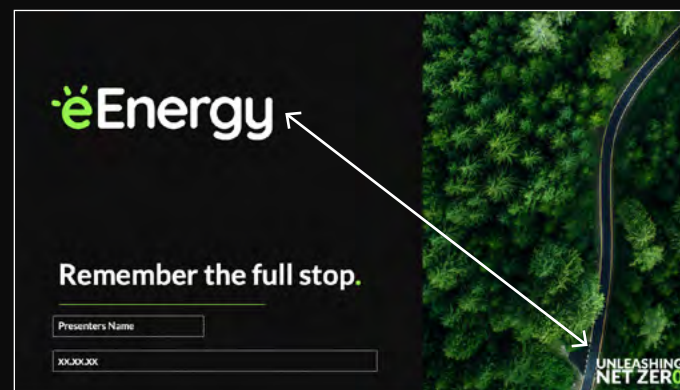 eEnergy
Remember the full stop.
Presenters Name
XX.XX.XX
UNLEASHING
NET ZERO